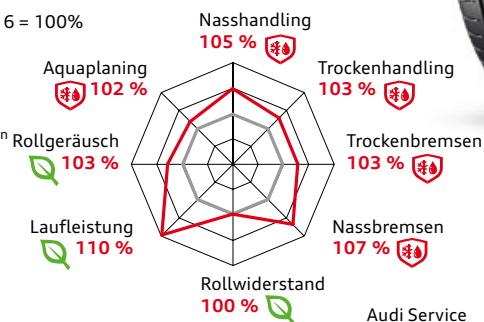 6 = 100%
Nasshandling
105 %
Aquaplaning
102 %
Trockenhandling
103 %
n Rollgeräusch
103 %
Trockenbremsen
103 %
Laufleistung
110 %
Nassbremsen
107 %
Rollwiderstand
100 %
Audi Service